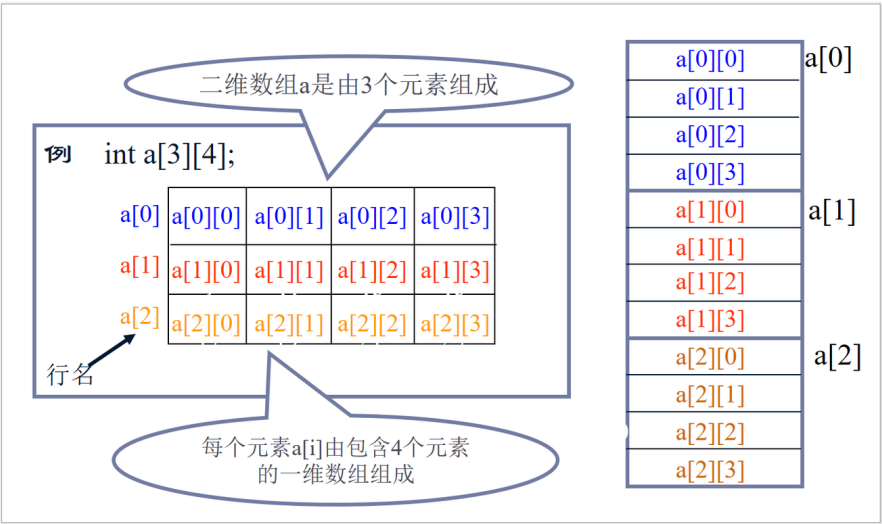 二维数组a是由3个元素组成
例 int a[3][4];
a[0] a[0][0] a[0][1] a[0][2] a[0][3]
a[1] a[1][0] a[1][1] a[1][2] a[1][3]
a[2] a[2][0] a[2][1] a[2][2] a[2][3]
行名
每个元素a[i]由包含4个元素
的一维数组组成
a[0][0] a[0]
a[0][1]
a[0][2]
a[0][3]
a[1][0] a[1]
a[1][1]
a[1][2]
a[1][3]
a[2][0] a[2]
a[2][1]
a[2][2]
a[2][3]